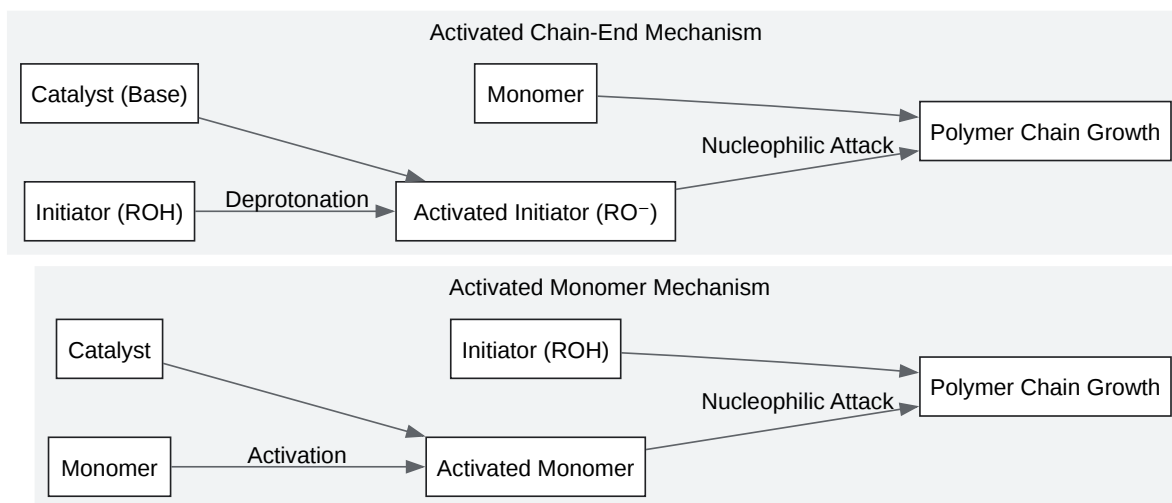 Activated Chain-End Mechanism
Catalyst (Base)
Monomer
Polymer Chain Growth
Nucleophilic Attack
Initiator (ROH)
Deprotonation
Activated Initiator (RO⁻)
Activated Monomer Mechanism
Catalyst
Initiator (ROH)
Polymer Chain Growth
Nucleophilic Attack
Monomer
Activation
Activated Monomer